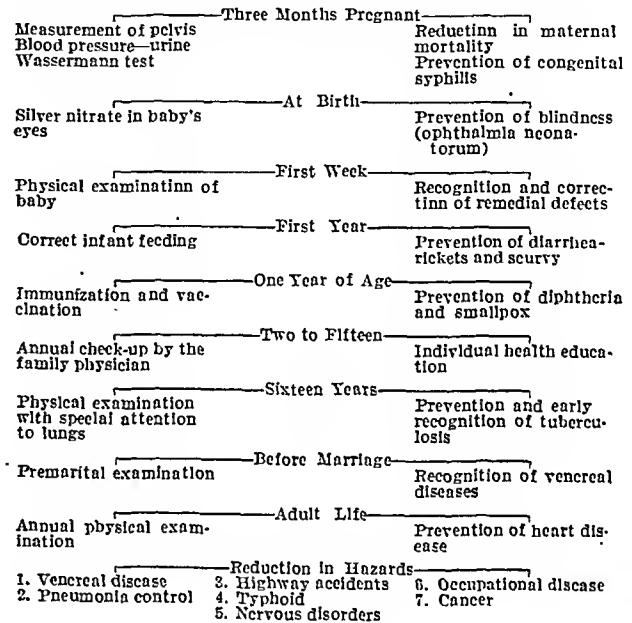 Three Months Pregnant
Measurement of pelvis
Blood pressure—urine
Wassermann test
Reductinn in maternal
mortality
Prevention of congenital
syphilis
At Birth
Silver nitrate in baby's
eyes
Prevention of blindness
(ophthalmia neona-
torum)
First Week
Physical examinatinn of
baby
Recognition and correc-
tinn of remedial defects
First Year
Correct infant feeding
Prevention of diarrhea-
rickets and scurvy
One Year of Age
Immunization and vac-
cination
Prevention of diphtheria
and smallpox
Two to Fifteen
Annual check-up by the
family physician
Individual health educa-
tion
Sixteen Years
Physical examination
with special attention
to lungs
Prevention and early
recognition of tubercu-
losis
Before Marriage
Premarital examination
Recognition of venereal
diseases
Adult Life
Annual physical exam-
ination
Prevention of heart dis-
ease
Reduction in Hazards
1. Venereal disease
2. Pneumonia control
3. Highway accidents
4. Typhoid
5. Nervous disorders
6. Occupational disease
7. Cancer